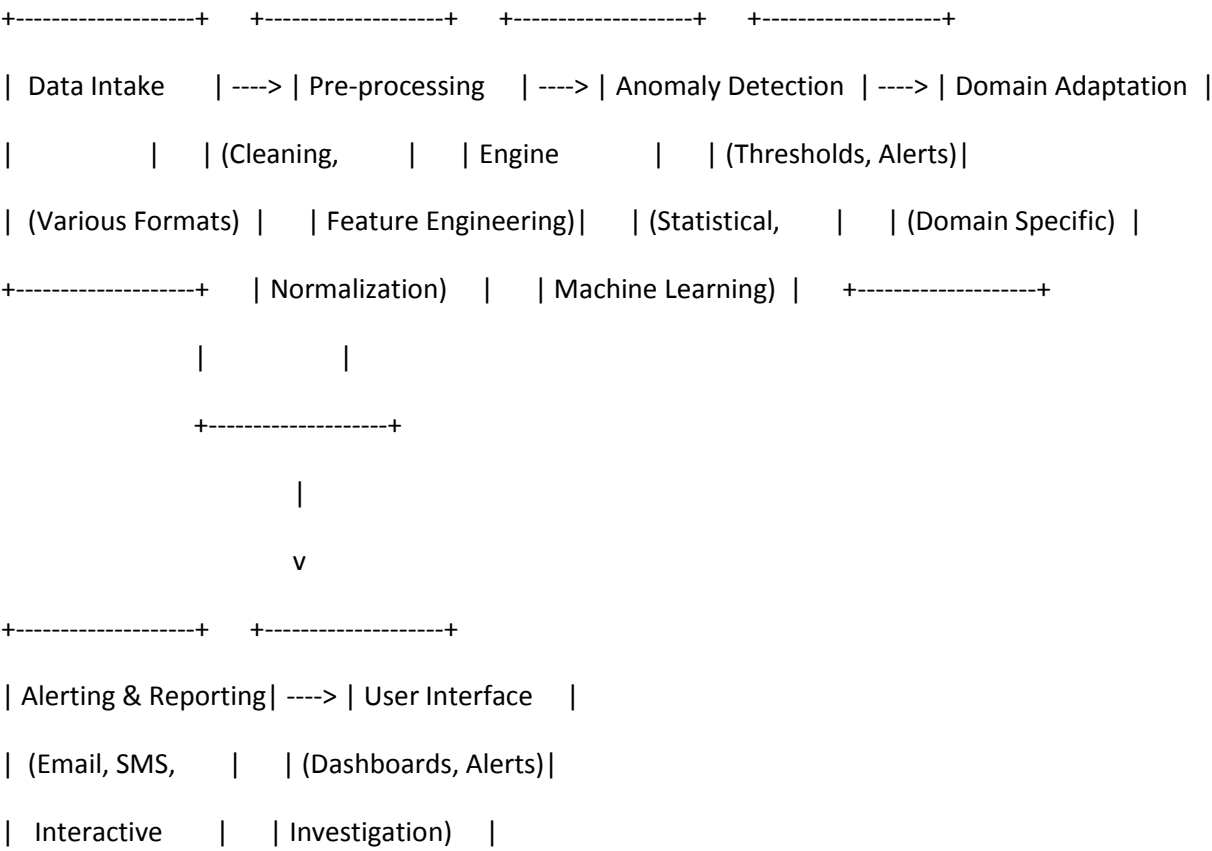 +--------------------+ +--------------------+ +--------------------+ +--------------------+
| Data Intake | ----> | Pre-processing | ----> | Anomaly Detection | ----> | Domain Adaptation |
| | | (Cleaning, | | Engine | | (Thresholds, Alerts)|
| (Various Formats) | | Feature Engineering)| | (Statistical, | | (Domain Specific) |
+--------------------+ | Normalization) | | Machine Learning) | +--------------------+
| |
+--------------------+
|
v
+--------------------+ +--------------------+
| Alerting & Reporting| ----> | User Interface |
| (Email, SMS, | | (Dashboards, Alerts)|
| Interactive | | Investigation) |